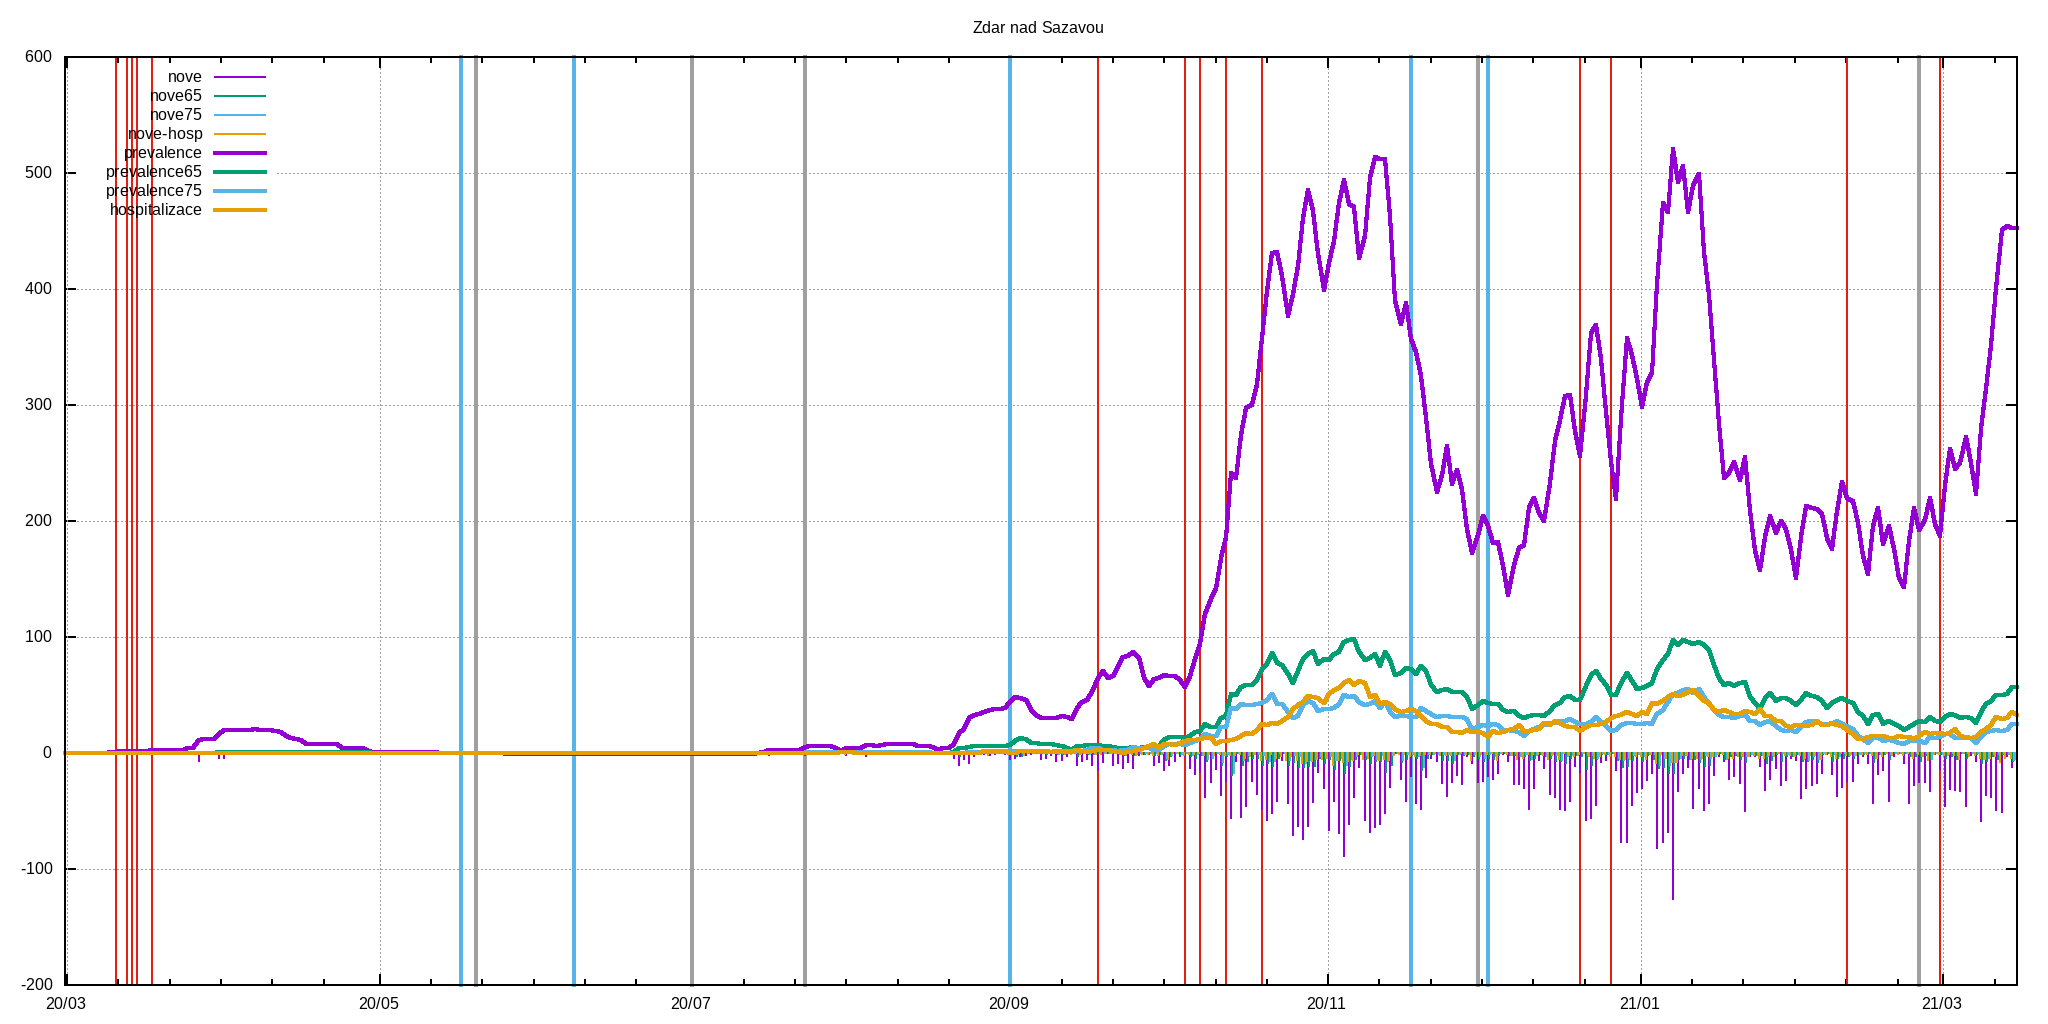 Zdar nad Sazavou
600
500
400
300
200
100
0
-100
-200
nove
nove65
nove75
nove-hosp
prevalence
prevalence65
prevalence75
hospitalizace
20/03 20/05 20/07 20/09 20/11 21/01 21/03